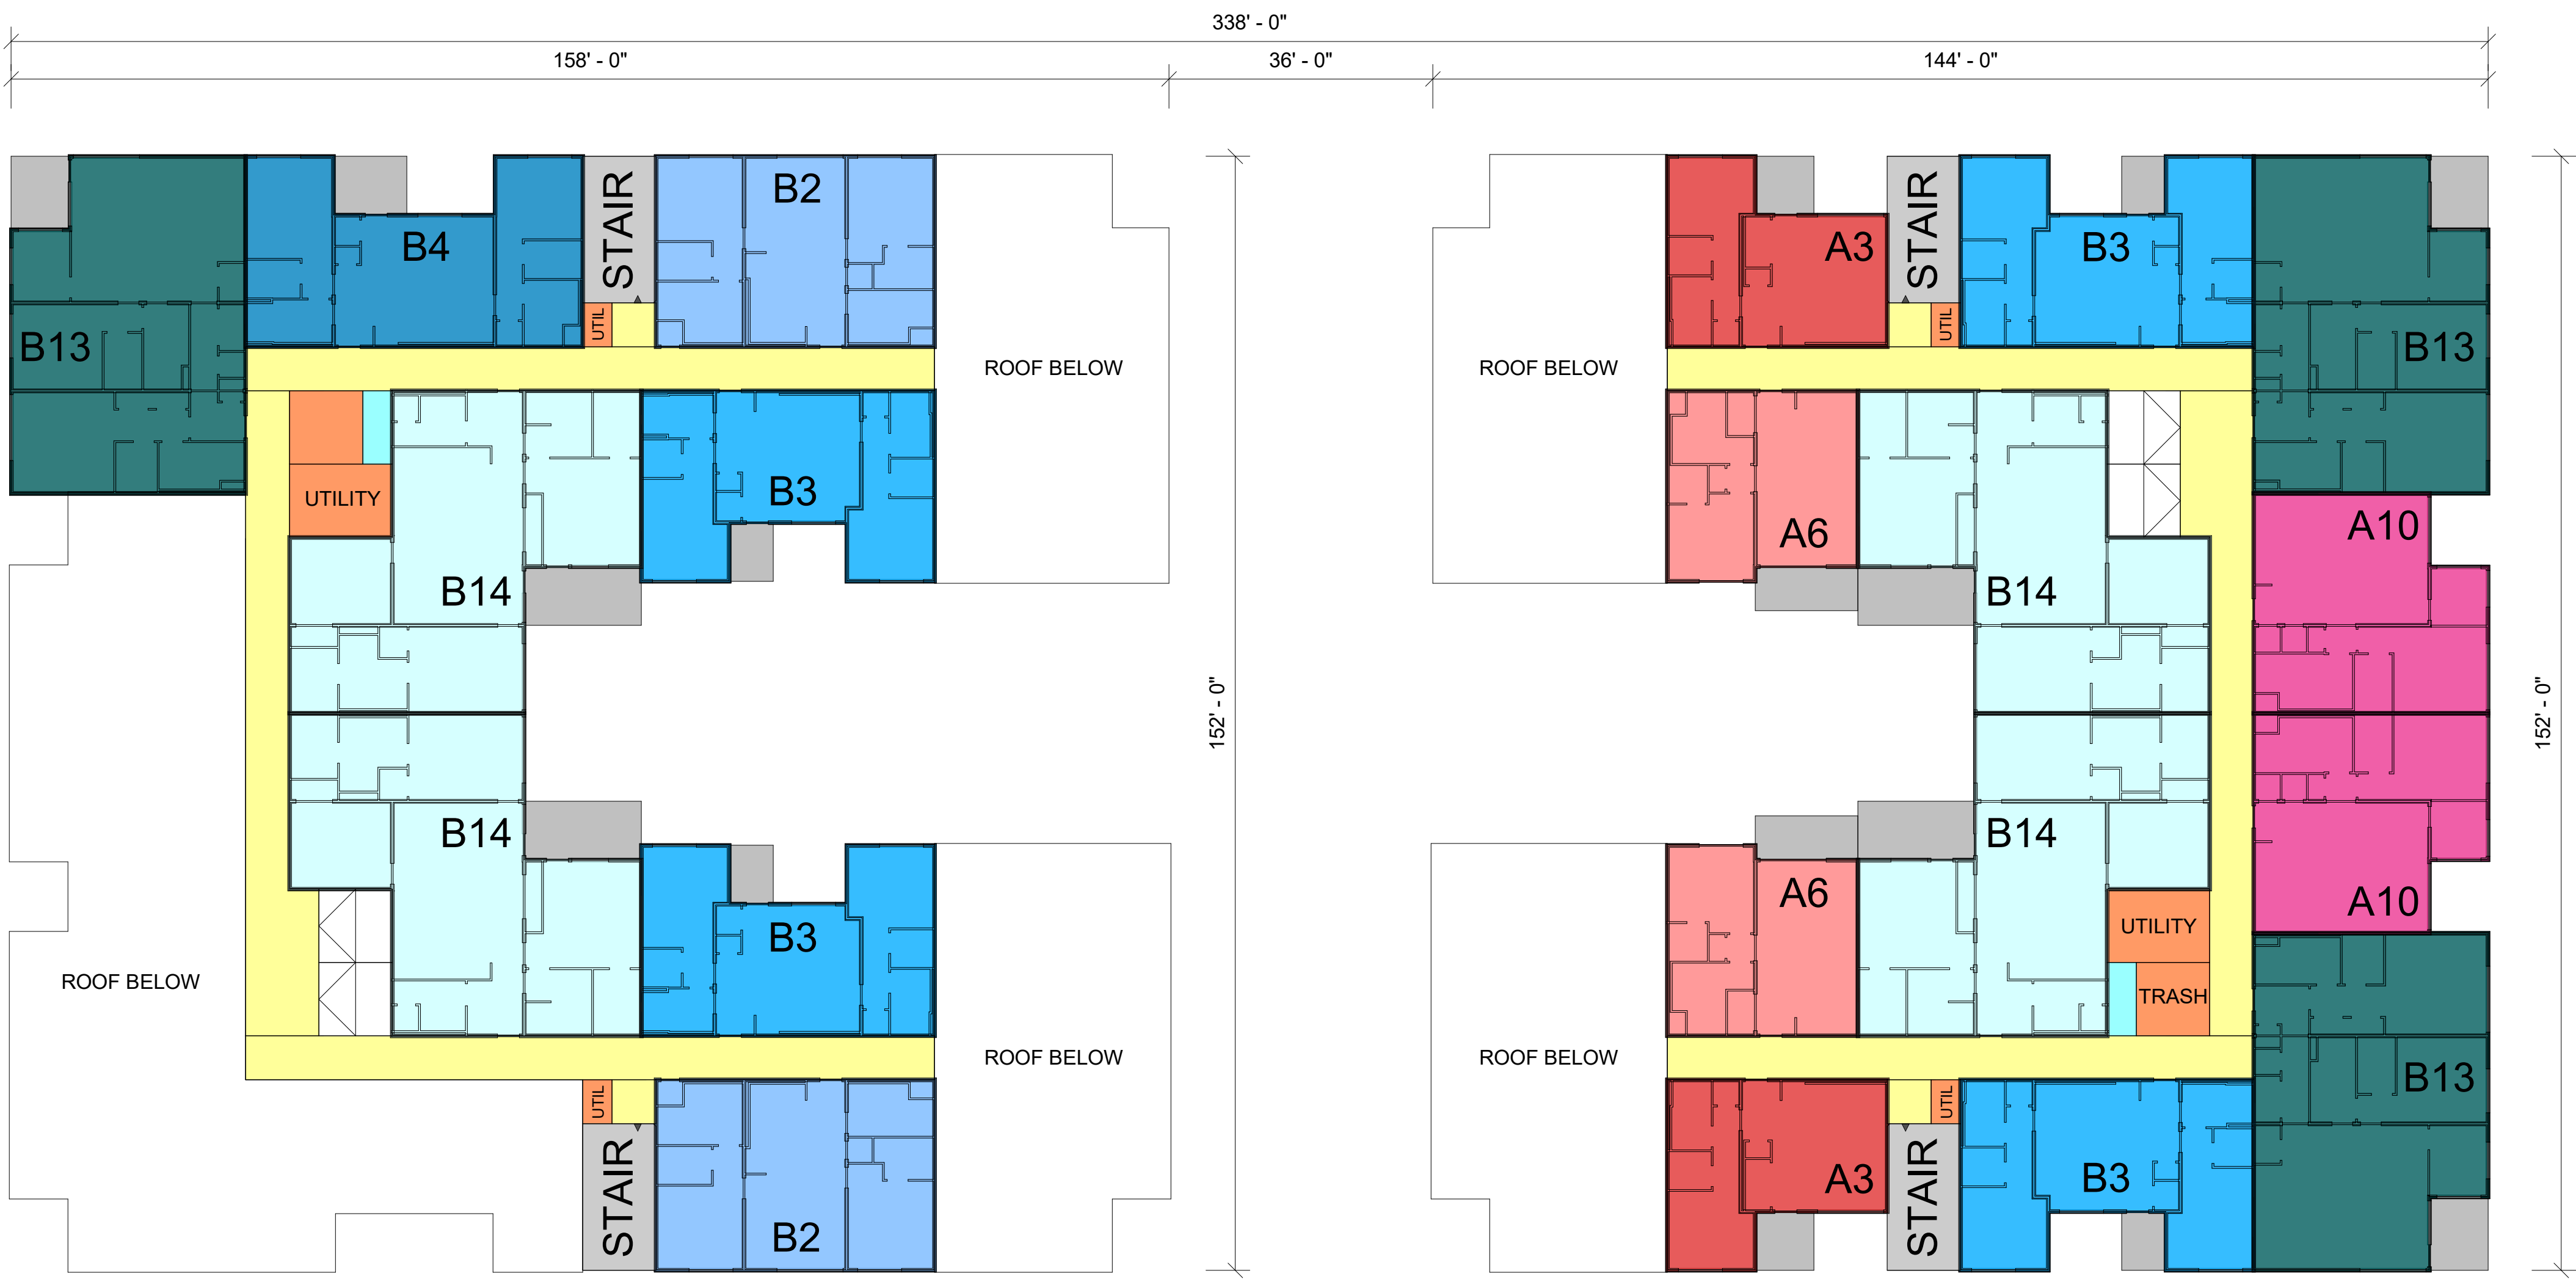 338' - 0"
158' - 0"
36' - 0"
144' - 0"
STAIR
B2
B4
A3
STAIR
B3
UTIL
UTIL
B13
B13
ROOF BELOW
ROOF BELOW
UTILITY
B3
A6
A10
B14
B14
152' - 0"
152' - 0"
B14
B14
A6
A10
B3
UTILITY
ROOF BELOW
TRASH
ROOF BELOW
ROOF BELOW
B13
UTIL
UTIL
STAIR
A3
STAIR
B3
B2